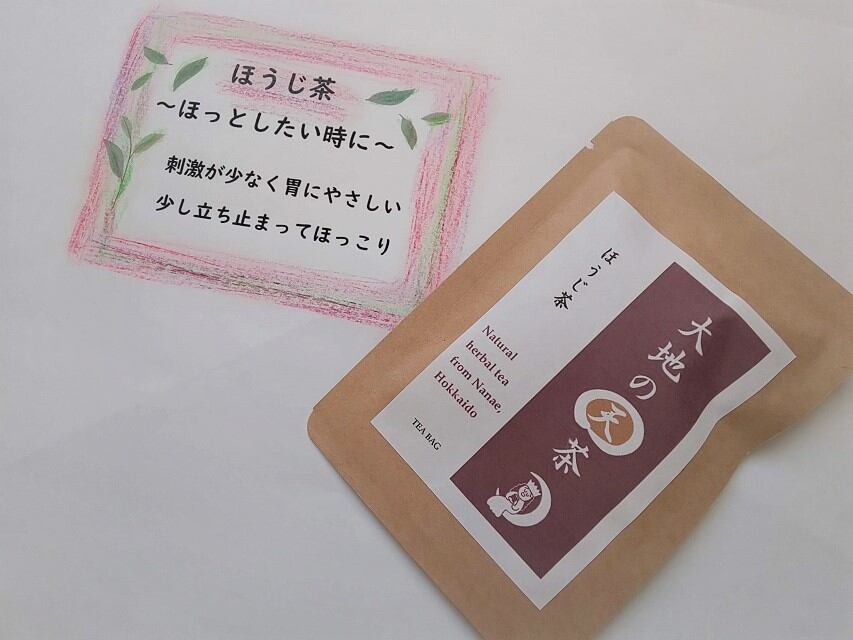 ほうじ茶
～ほっとしたい時に～
刺激が少なく胃にやさしい
少し立ち止まってほっこり
ほうじ茶
大地の天茶
Natural
herbal tea
from Nanae,
Hokkaido
TEA BAG